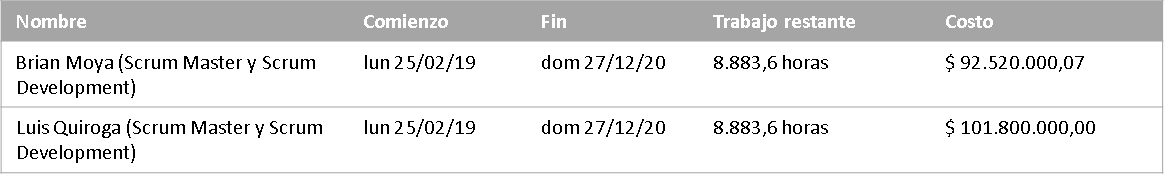 Nombre Comienzo Fin Trabajo restante Costo
Brian Moya (Scrum Master y Scrum Development) lun 25/02/19 dom 27/12/20 8.883,6 horas $ 92.520.000,07
Luis Quiroga (Scrum Master y Scrum Development) lun 25/02/19 dom 27/12/20 8.883,6 horas $ 101.800.000,00